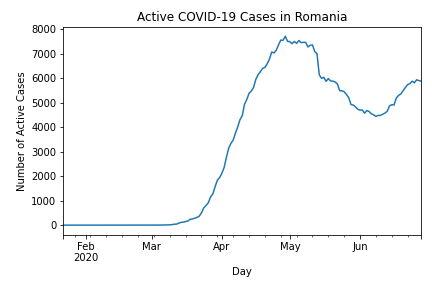 Active COVID-19 Cases in Romania
Number of Active Cases
8000
7000
6000
5000
4000
3000
2000
1000
0
Feb Mar Apr May Jun
2020
Day